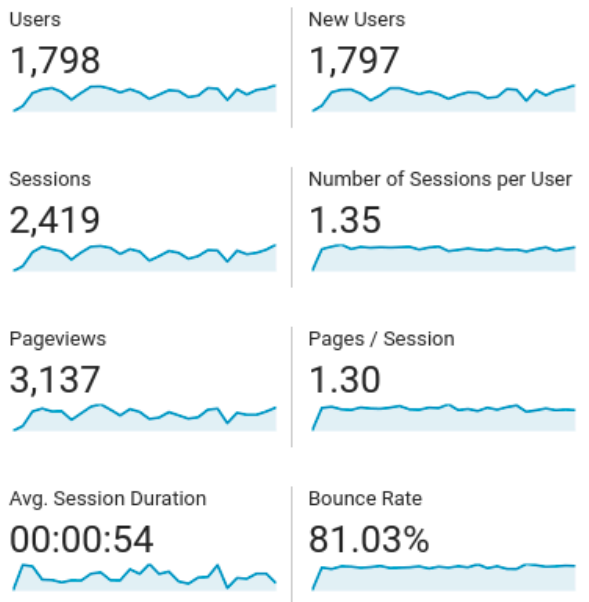 Users
1,798
New Users
1,797
Sessions
2,419
Number of Sessions per User
1.35
Pageviews
3,137
Pages / Session
1.30
Avg. Session Duration
00:00:54
Bounce Rate
81.03%